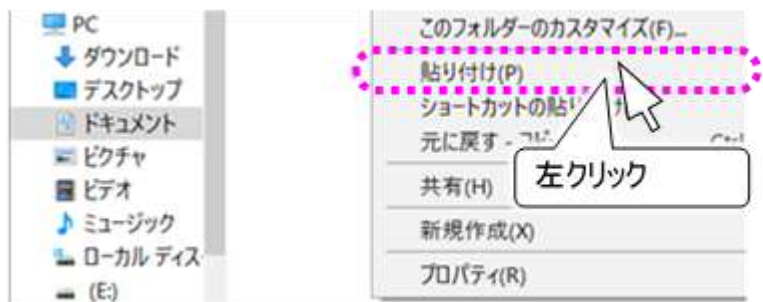 PC
ダウンロード
デスクトップ
ドキュメント
ピクチャ
ビデオ
ミュージック
ローカル ディス
(E:)
このフォルダーのカスタマイズ(F)...
貼り付け(P)
ショートカットの貼り
元に戻す - コピー
共有(H)
新規作成(X)
プロパティ(R)
左クリック